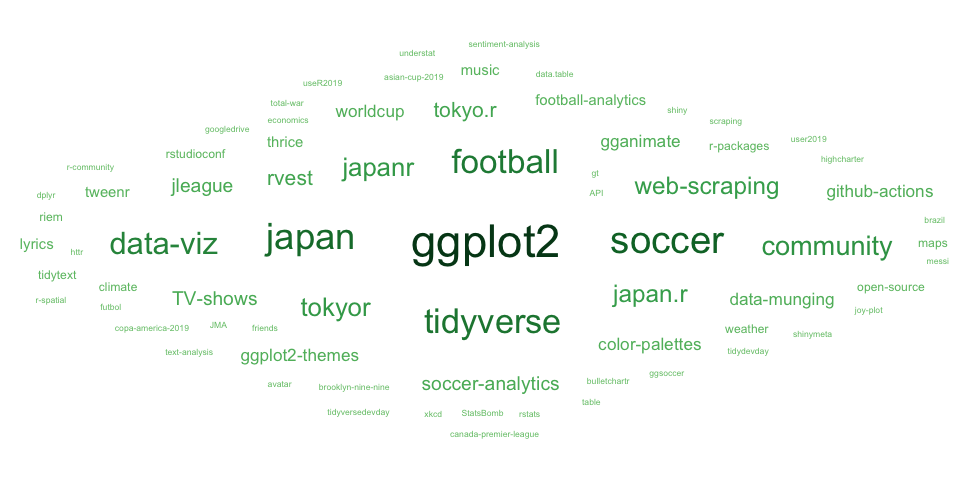 sentiment-analysis
understat
music
asian-cup-2019
data.table
useR2019
football-analytics
total-war
worldcup
tokyo.r
shiny
economics
scraping
googledrive
thrice
gganimate
user2019
r-packages
rstudioconf
football
highcharter
r-community
japanr
gt
rvest
jleague
web-scraping
API
github-actions
dplyr
tweenr
riem
brazil
japan
ggplot2
soccer
lyrics
data-viz
community
maps
httr
messi
tidytext
climate
open-source
r-spatial
TV-shows
japan.r
data-munging
futbol
tokyor
joy-plot
copa-america-2019
JMA
friends
tidyverse
weather
shinymeta
color-palettes
text-analysis
ggplot2-themes
tidydevday
ggsoccer
avatar
brooklyn-nine-nine
soccer-analytics
bulletchartr
table
tidyversedevday
xkcd
StatsBomb
rstats
canada-premier-league